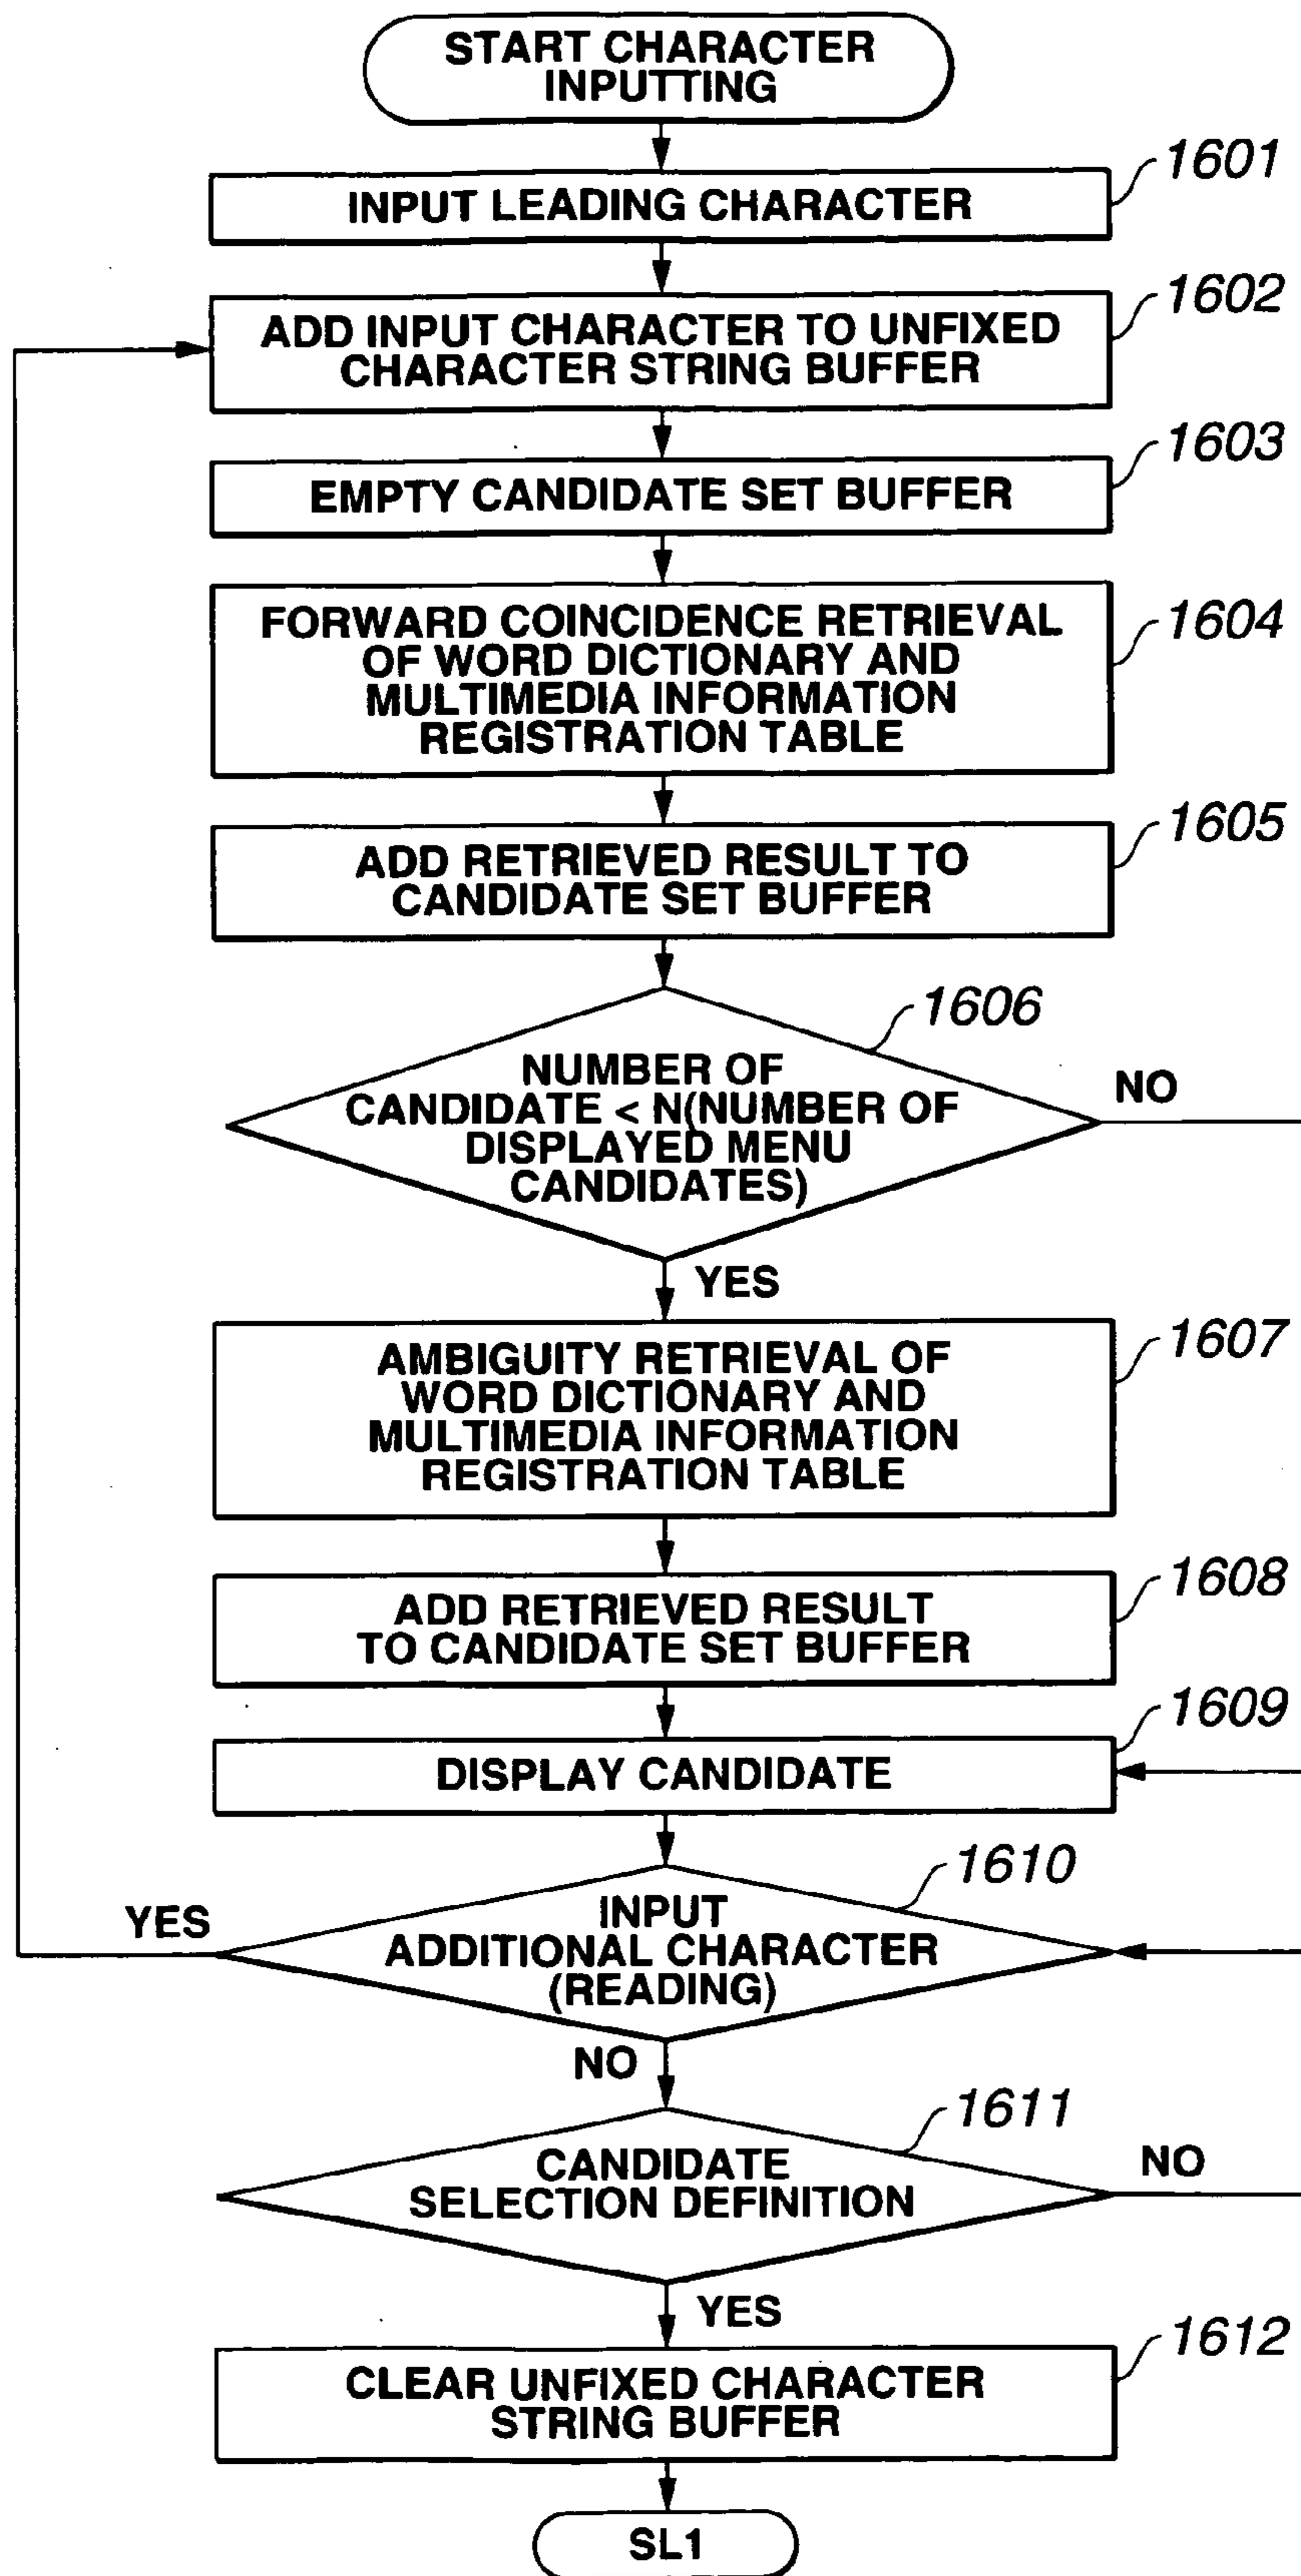 START CHARACTER
INPUTTING
1601
INPUT LEADING CHARACTER
1602
ADD INPUT CHARACTER TO UNFIXED
CHARACTER STRING BUFFER
1603
EMPTY CANDIDATE SET BUFFER
1604
FORWARD COINCIDENCE RETRIEVAL
OF WORD DICTIONARY AND
MULTIMEDIA INFORMATION
REGISTRATION TABLE
1605
ADD RETRIEVED RESULT TO
CANDIDATE SET BUFFER
1606
NUMBER OF
CANDIDATE < N(NUMBER OF
DISPLAYED MENU
CANDIDATES)
NO
YES
1607
AMBIGUITY RETRIEVAL OF
WORD DICTIONARY AND
MULTIMEDIA INFORMATION
REGISTRATION TABLE
1608
ADD RETRIEVED RESULT
TO CANDIDATE SET BUFFER
1609
DISPLAY CANDIDATE
1610
YES
INPUT
ADDITIONAL CHARACTER
(READING)
NO
1611
CANDIDATE
SELECTION DEFINITION
NO
YES
1612
CLEAR UNFIXED CHARACTER
STRING BUFFER
SL1